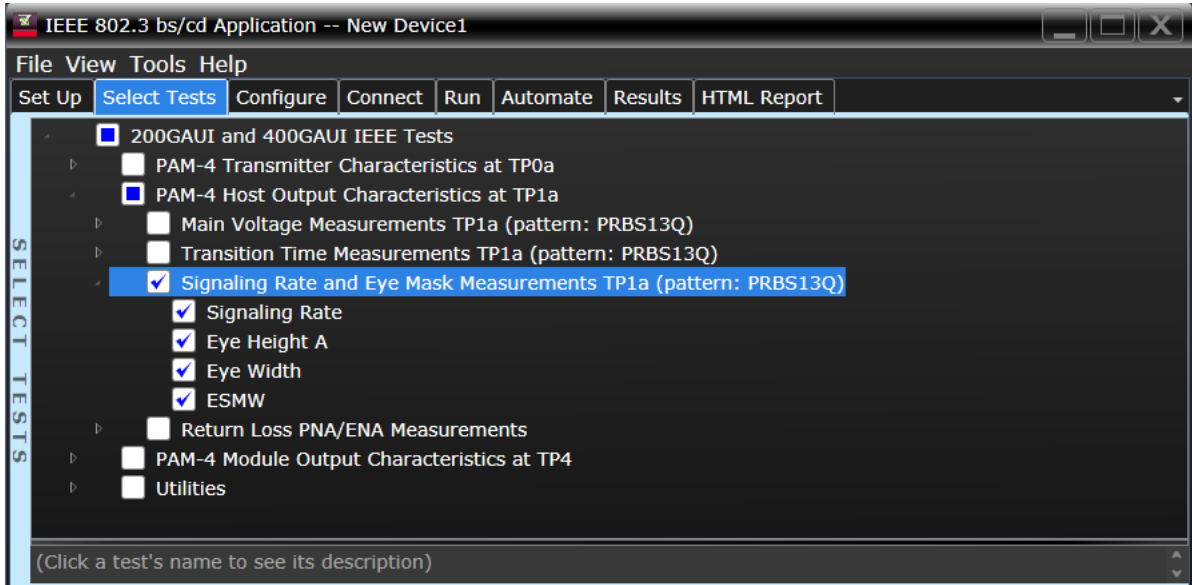 IEEE 802.3 bs/cd Application -- New Device1
File View Tools Help
Set Up Select Tests Configure Connect Run Automate Results HTML Report
200GAUI and 400GAUI IEEE Tests
PAM-4 Transmitter Characteristics at TP0a
PAM-4 Host Output Characteristics at TP1a
Main Voltage Measurements TP1a (pattern: PRBS13Q)
Transition Time Measurements TP1a (pattern: PRBS13Q)
Signaling Rate and Eye Mask Measurements TP1a (pattern: PRBS13Q)
Signaling Rate
Eye Height A
Eye Width
ESMW
Return Loss PNA/ENA Measurements
PAM-4 Module Output Characteristics at TP4
Utilities
SELECT TESTS
(Click a test's name to see its description)